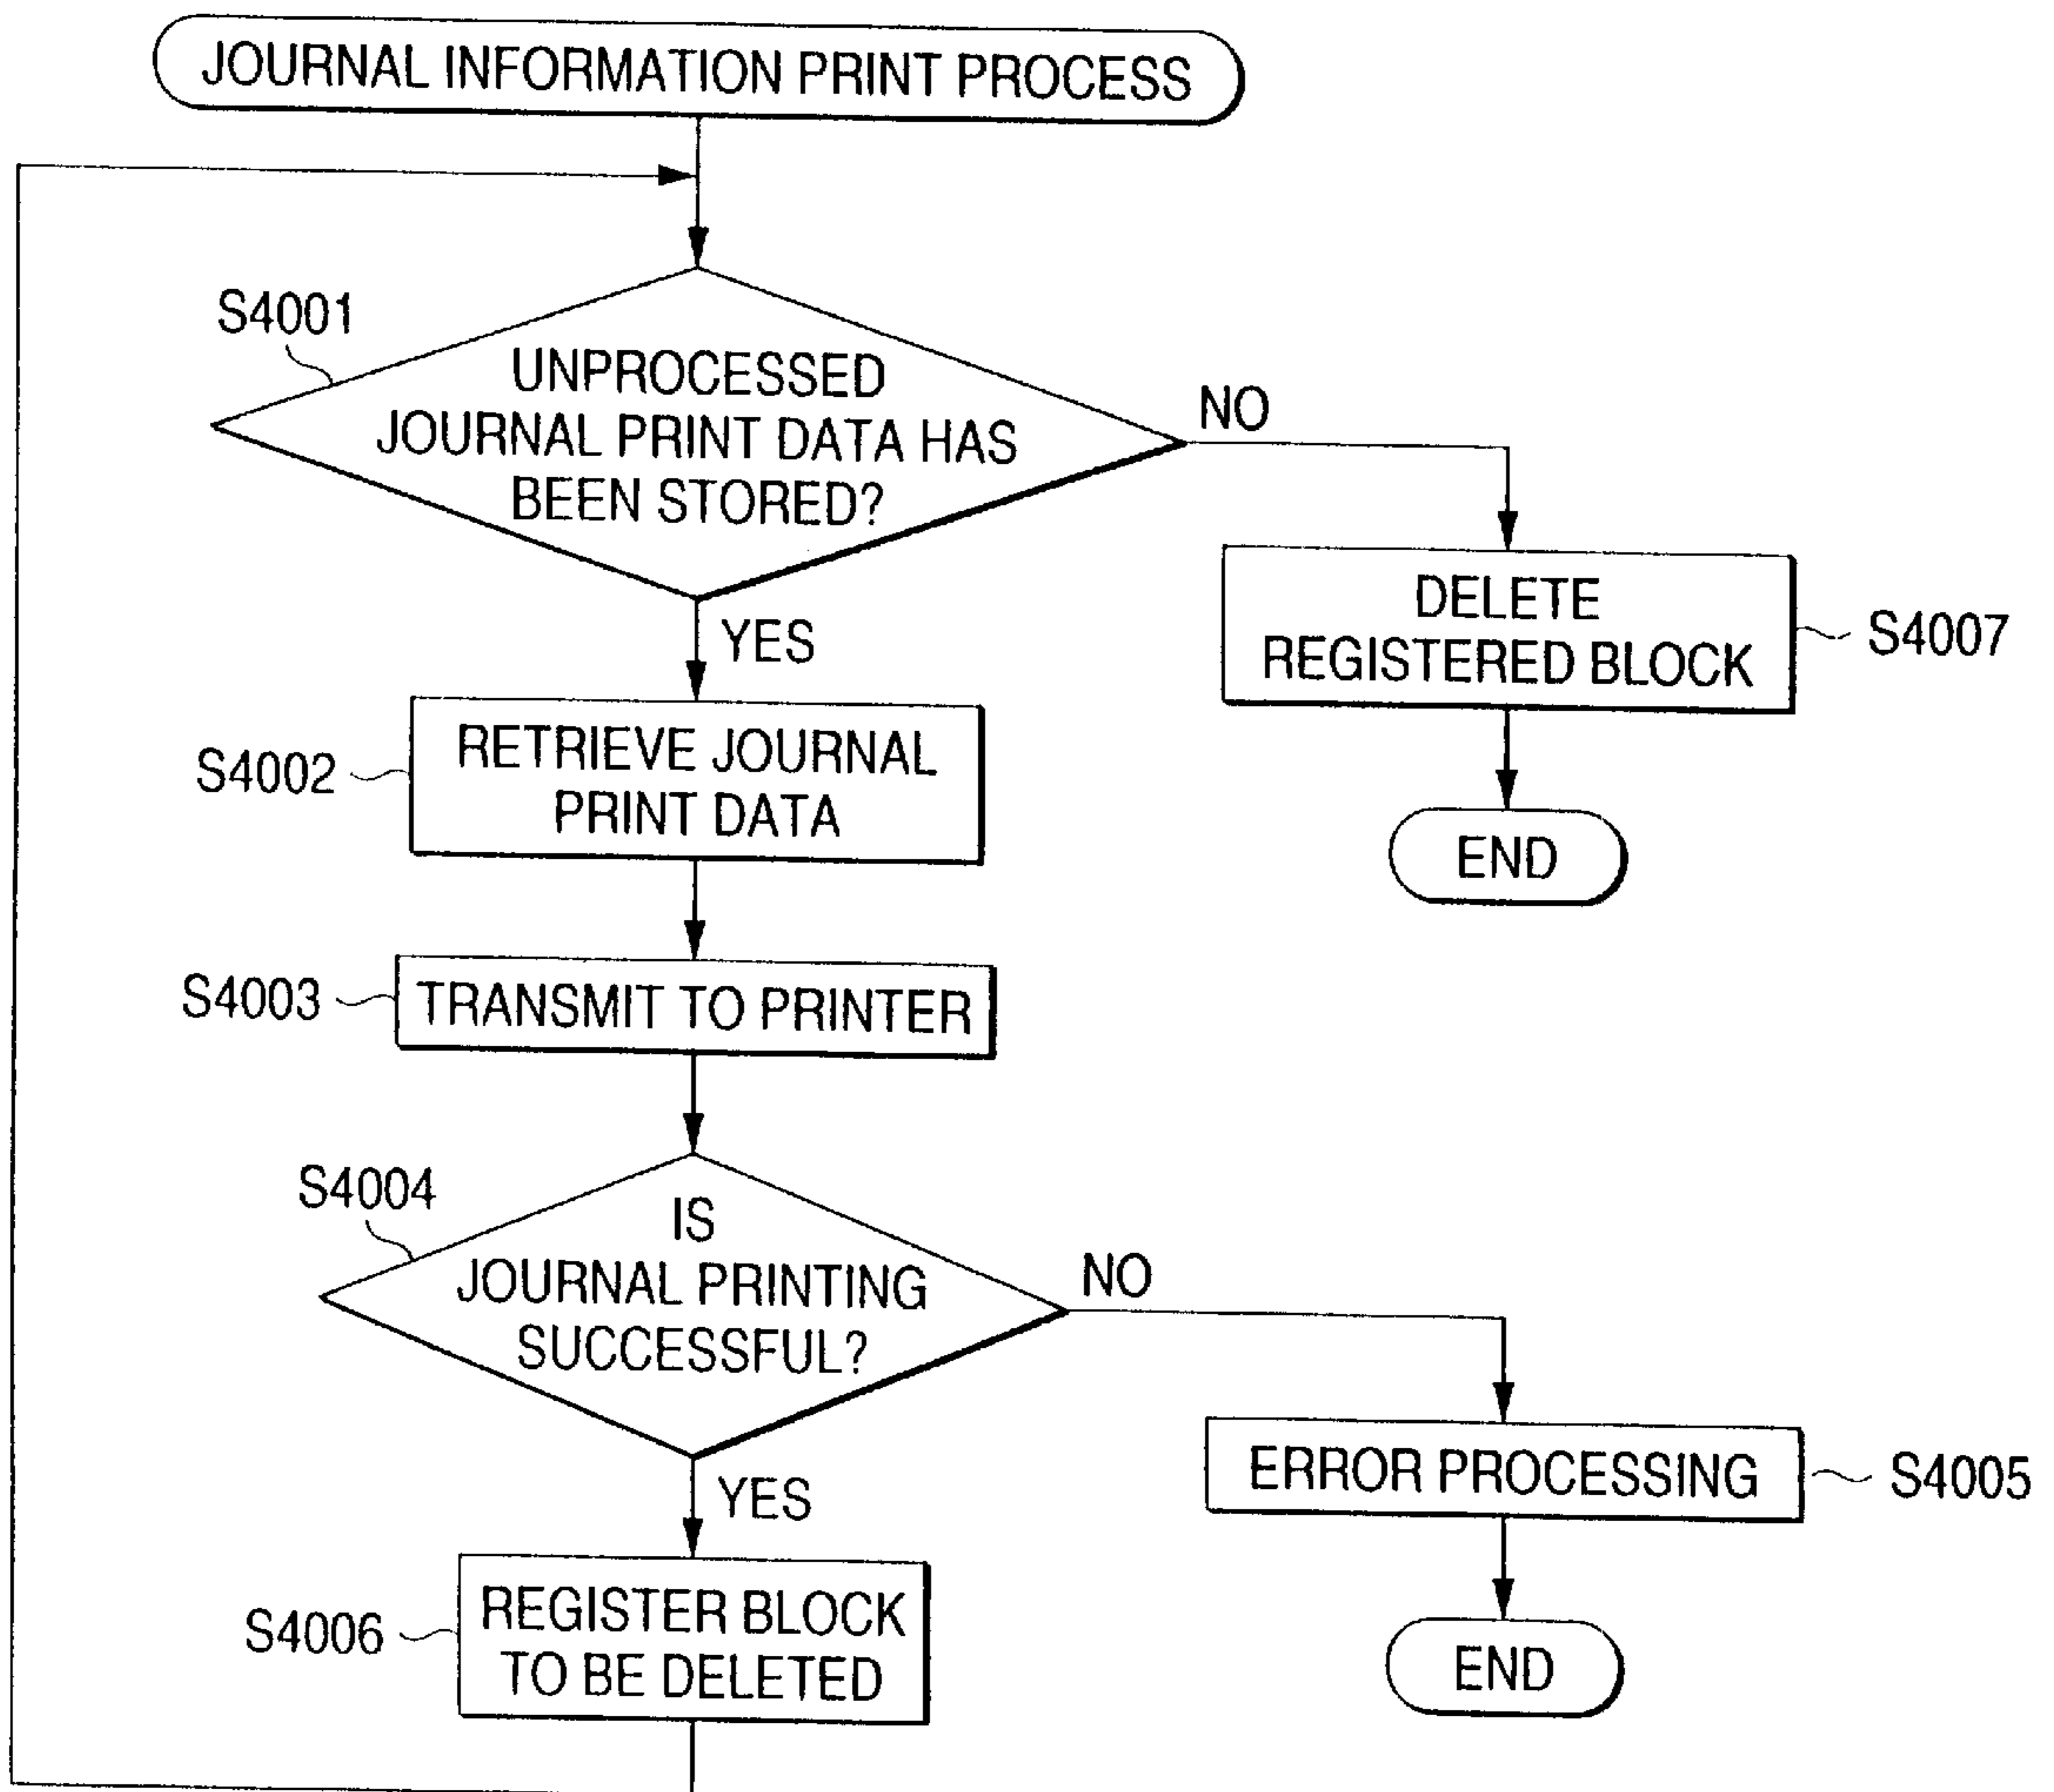 JOURNAL INFORMATION PRINT PROCESS
S4001
UNPROCESSED
JOURNAL PRINT DATA HAS
BEEN STORED?
NO
YES
DELETE
REGISTERED BLOCK
S4007
END
S4002
RETRIEVE JOURNAL
PRINT DATA
S4003
TRANSMIT TO PRINTER
S4004
IS
JOURNAL PRINTING
SUCCESSFUL?
NO
YES
ERROR PROCESSING
S4005
END
S4006
REGISTER BLOCK
TO BE DELETED